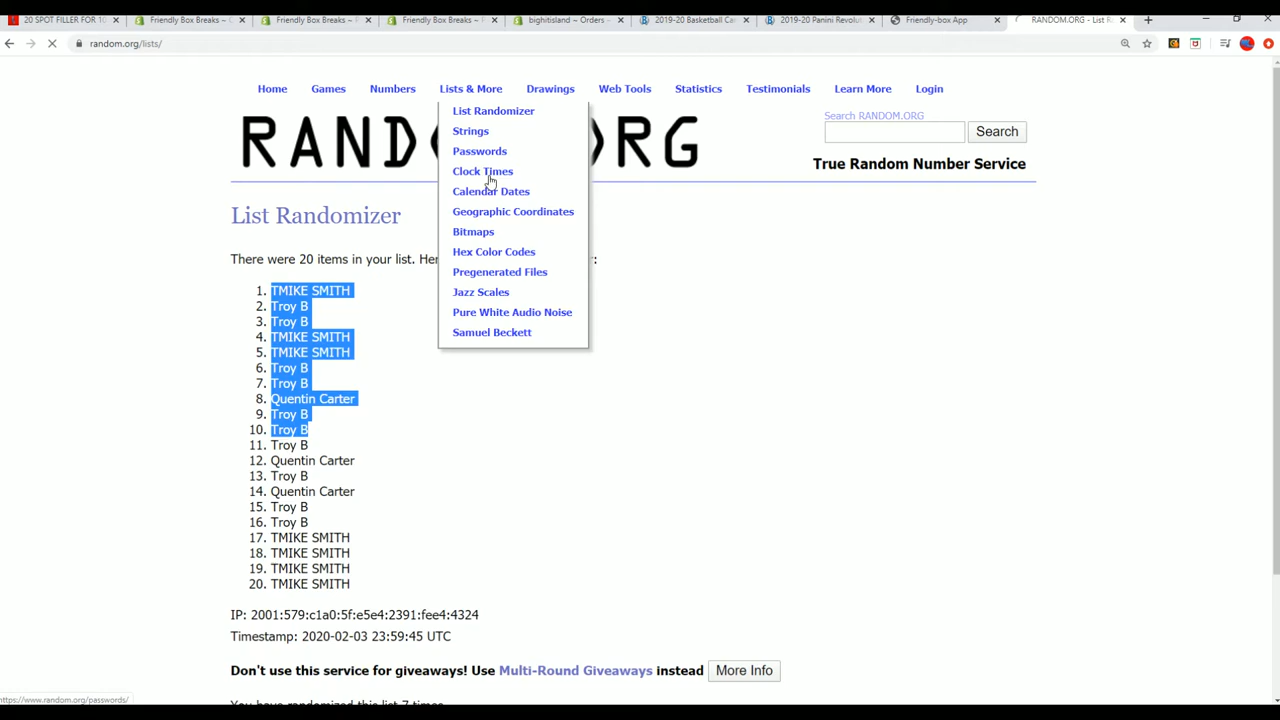 20 SPOT FILLER FOR 10
Friendly Box Breaks ~ C
Friendly Box Breaks ~ P
Friendly Box Breaks ~ P
bighitisland ~ Orders ~
2019-20 Basketball Ca
2019-20 Panini Revolu
Friendly-box App
RANDOM.ORG - List R
random.org/lists/
Home Games Numbers Lists & More Drawings Web Tools Statistics Testimonials Learn More Login
List Randomizer
Strings
Passwords
Clock Times
Calendar Dates
Geographic Coordinates
Bitmaps
Hex Color Codes
Pregenerated Files
Jazz Scales
Pure White Audio Noise
Samuel Beckett
RANDO RG
Search RANDOM.ORG
Search
True Random Number Service
List Randomizer
There were 20 items in your list. Her :
1. TMIKE SMITH
2. Troy B
3. Troy B
4. TMIKE SMITH
5. TMIKE SMITH
6. Troy B
7. Troy B
8. Quentin Carter
9. Troy B
10. Troy B
11. Troy B
12. Quentin Carter
13. Troy B
14. Quentin Carter
15. Troy B
16. Troy B
17. TMIKE SMITH
18. TMIKE SMITH
19. TMIKE SMITH
20. TMIKE SMITH
IP: 2001:579:c1a0:5f:e5e4:2391:fee4:4324
Timestamp: 2020-02-03 23:59:45 UTC
Don't use this service for giveaways! Use Multi-Round Giveaways instead More Info
https://www.random.org/passwords/
You have randomized this list 7 times